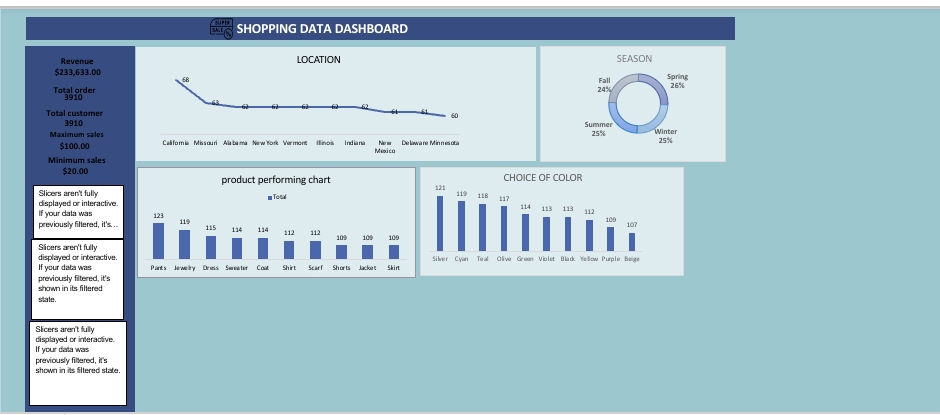 SUPER
SALE
SHOPPING DATA DASHBOARD
Revenue
$233,633.00
Total order
3910
Total customer
3910
Maximum sales
$100.00
Minimum sales
$20.00
Slicers aren't fully
displayed or interactive.
If your data was
previously filtered, it's...
Slicers aren't fully
displayed or interactive.
If your data was
previously filtered, it's
shown in its filtered
state.
Slicers aren't fully
displayed or interactive.
If your data was
previously filtered, it's
shown in its filtered state.
LOCATION
68 63 62 62 62 62 62 61 61 60
California Missouri Alabama New York Vermont Illinois Indiana New Mexico Delaware Minnesota
SEASON
Fall
24%
Spring
26%
Summer
25%
Winter
25%
product performing chart
Total
123 119 115 114 114 112 112 109 109 109
Pants Jewelry Dress Sweater Coat Shirt Scarf Shorts Jacket Skirt
CHOICE OF COLOR
121 119 118 117 114 113 113 112 109 107
Silver Cyan Teal Olive Green Violet Black Yellow Purple Beige